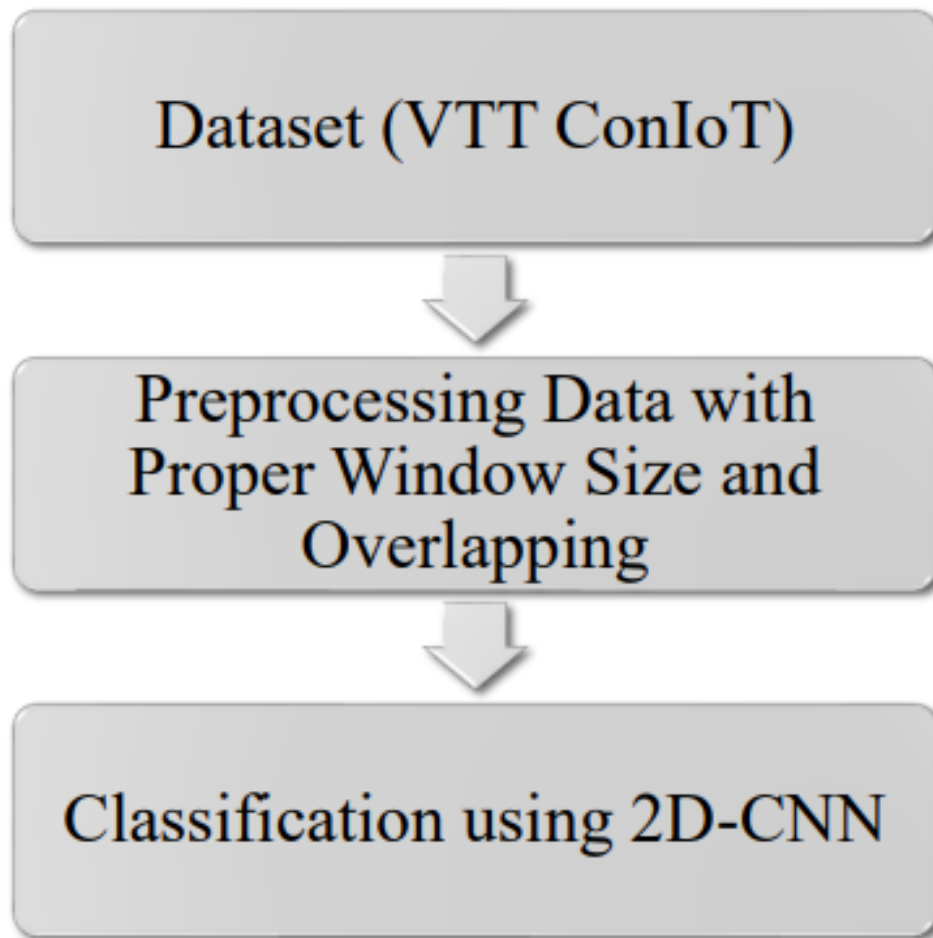 Dataset (VTT ConIoT)
Preprocessing Data with
Proper Window Size and
Overlapping
Classification using 2D-CNN